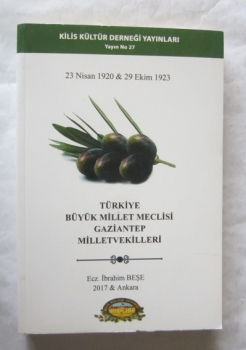 KİLİS KÜLTÜR DERNEĞİ YAYINLARI
Yayın No 27
23 Nisan 1920 & 29 Ekim 1923
TÜRKİYE
BÜYÜK MİLLET MECLİSİ
GAZİANTEP
MİLLETVEKİLLERİ
Ecz. İbrahim BEŞE
2017 & Ankara